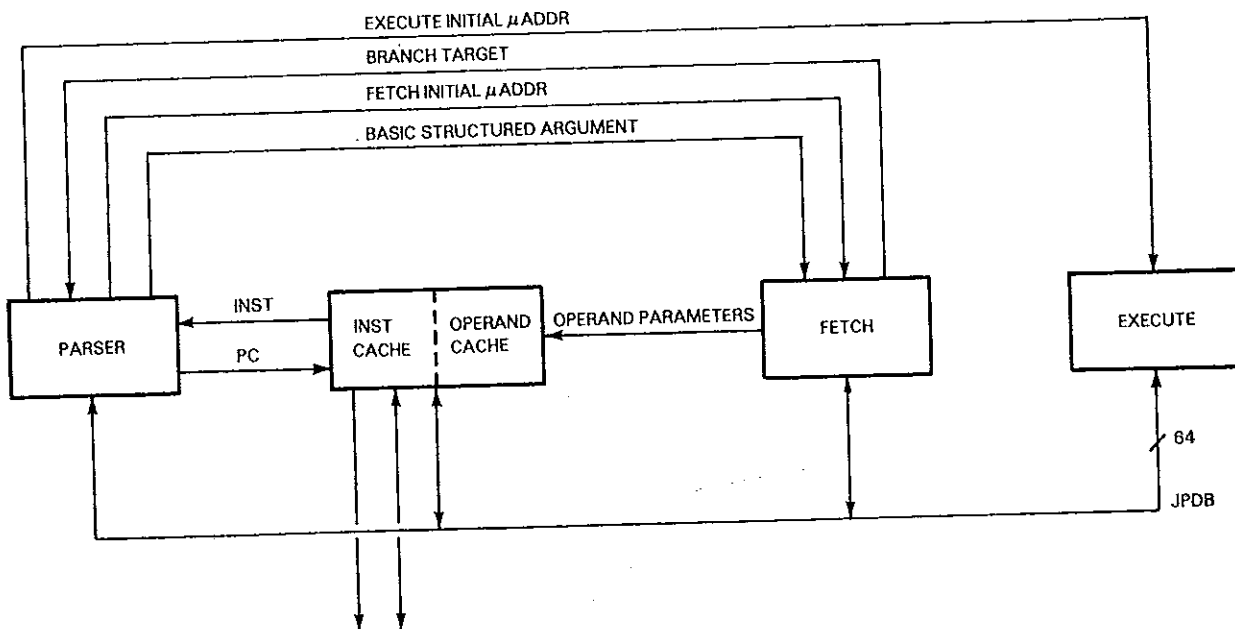 EXECUTE INITIAL μ ADDR
BRANCH TARGET
FETCH INITIAL μ ADDR
BASIC STRUCTURED ARGUMENT
INST
PARSER
PC
INST CACHE
OPERAND CACHE
OPERAND PARAMETERS
FETCH
EXECUTE
64
JPDB